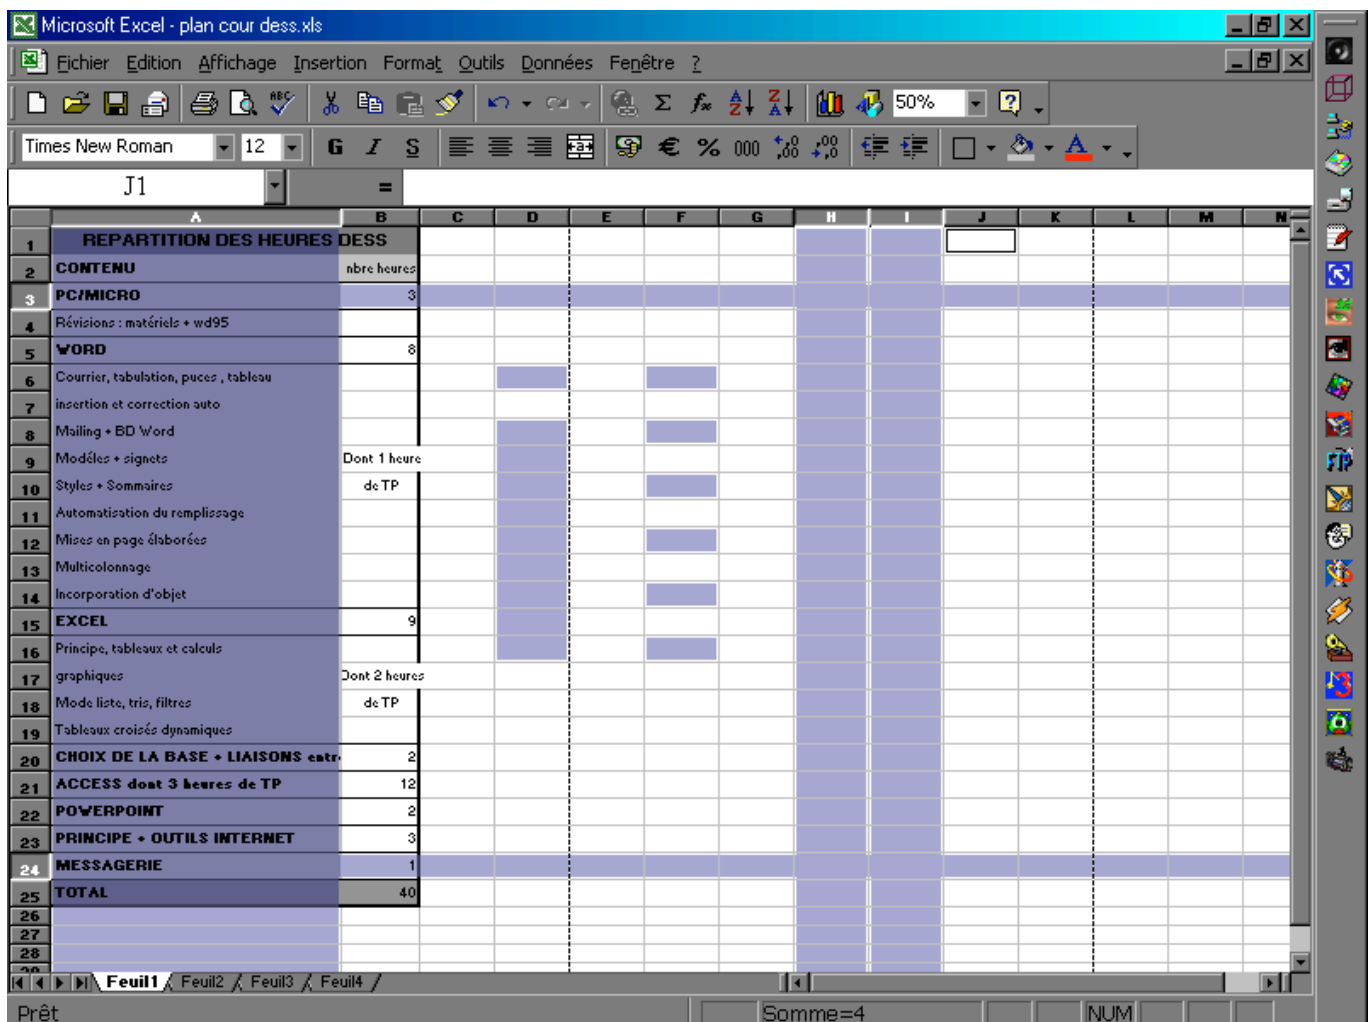 Microsoft Excel - plan cour dess.xls
Fichier Edition Affichage Insertion Format Outils Données Fenêtre ?
50%
Times New Roman 12 G I S € % 000
J1 =
A B C D E F G H I J K L M N
1 REPARTITION DES HEURES DESS
2 CONTENU nbre heures
3 PC/MICRO 3
4 Révisions : matériels + wd95
5 WORD 8
6 Courrier, tabulation, puces , tableau
7 insertion et correction auto
8 Mailing + BD Word
9 Modéles + signets Dont 1 heure
10 Styles + Sommaires de TP
11 Automatisation du remplissage
12 Mises en page élaborées
13 Multicolonnage
14 Incorporation d'objet
15 EXCEL 9
16 Principe, tableaux et calculs
17 graphiques Dont 2 heures
18 Mode liste, tris, filtres de TP
19 Tableaux croisés dynamiques
20 CHOIX DE LA BASE + LIAISONS entr 2
21 ACCESS dont 3 heures de TP 12
22 POWERPOINT 2
23 PRINCIPE + OUTILS INTERNET 3
24 MESSAGERIE 1
25 TOTAL 40
26
27
28
Feuil1 Feuil2 Feuil3 Feuil4
Prêt Somme=4 NUM